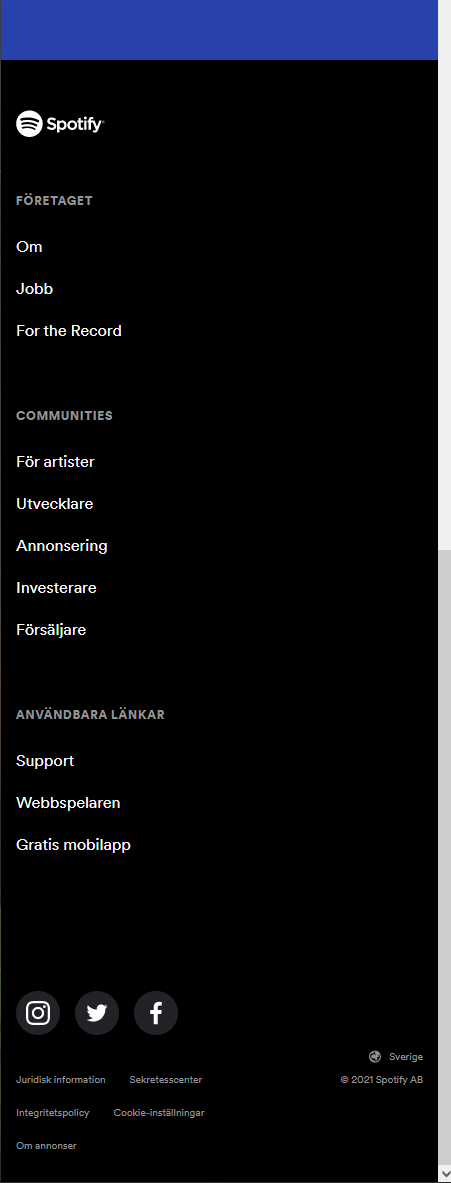 Spotify
FÖRETAGET
Om
Jobb
For the Record
COMMUNITIES
För artister
Utvecklare
Annonsering
Investerare
Försäljare
ANVÄNDBARA LÄNKAR
Support
Webbspelaren
Gratis mobilapp
Sverige
Juridisk information Sekretesscenter © 2021 Spotify AB
Integritetspolicy Cookie-inställningar
Om annonser